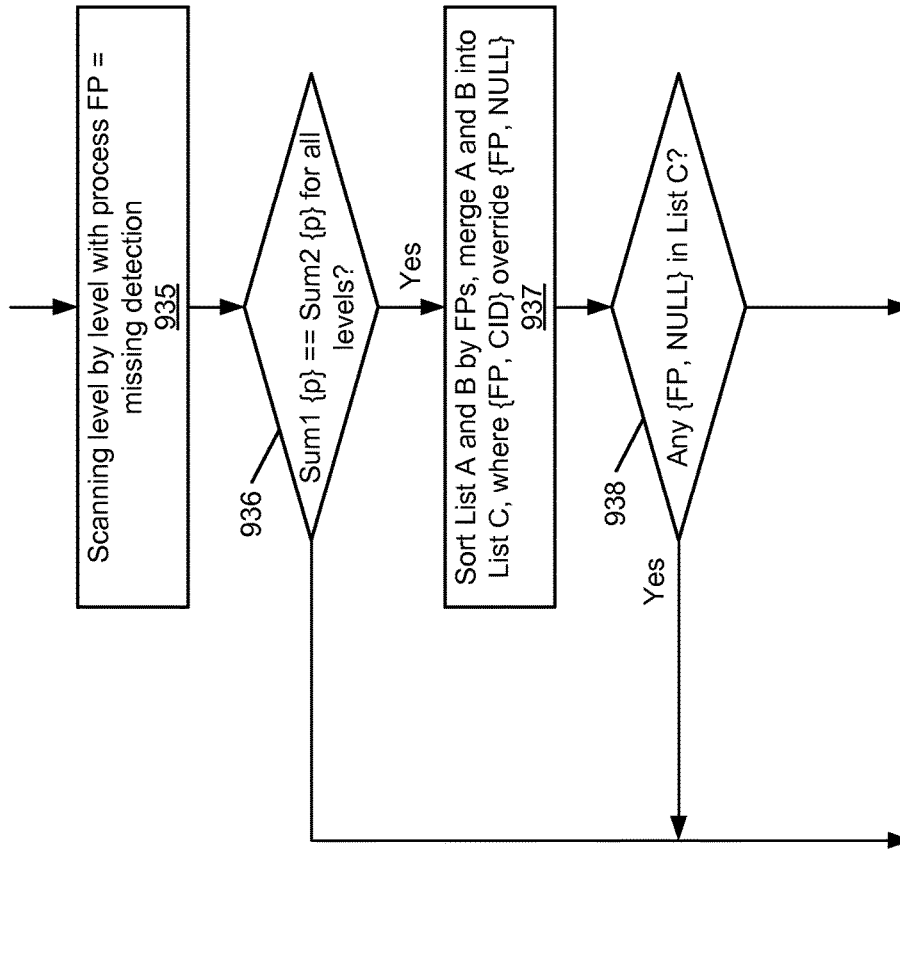 Scanning level by level with process FP =
missing detection
935
936
Sum1 {p} == Sum2 {p} for all
levels?
Yes
Sort List A and B by FPs, merge A and B into
List C, where {FP, CID} override {FP, NULL}
937
938
Any {FP, NULL} in List C?
Yes